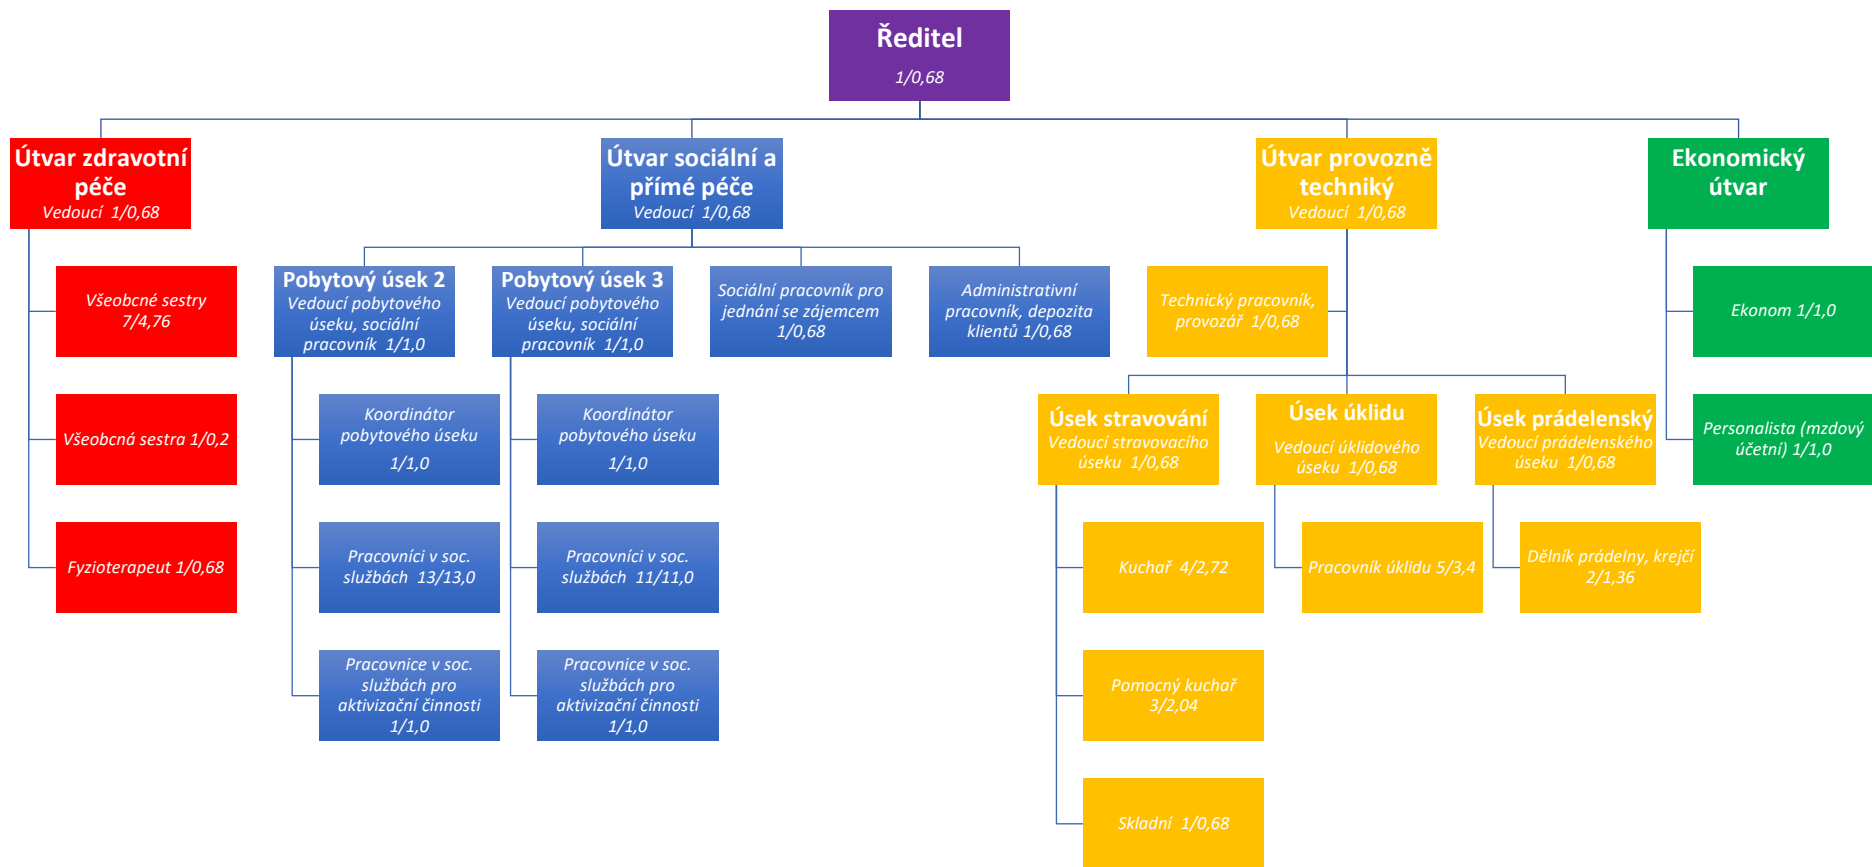 Ředitel
1/0,68
Útvar zdravotní
péče
Vedoucí 1/0,68
Útvar sociální a
přímé péče
Vedoucí 1/0,68
Útvar provozně
techniký
Vedoucí 1/0,68
Ekonomický
útvar
Všeobcné sestry
7/4,76
Všeobcná sestra 1/0,2
Fyzioterapeut 1/0,68
Pobytový úsek 2
Vedoucí pobytového
úseku, sociální
pracovník 1/1,0
Koordinátor
pobytového úseku
1/1,0
Pracovníci v soc.
službách 13/13,0
Pracovnice v soc.
službách pro
aktivizační činnosti
1/1,0
Pobytový úsek 3
Vedoucí pobytového
úseku, sociální
pracovník 1/1,0
Koordinátor
pobytového úseku
1/1,0
Pracovníci v soc.
službách 11/11,0
Pracovnice v soc.
službách pro
aktivizační činnosti
1/1,0
Sociální pracovník pro
jednání se zájemcem
1/0,68
Administrativní
pracovník, depozita
klientů 1/0,68
Technický pracovník,
provozář 1/0,68
Úsek stravování
Vedoucí stravovacího
úseku 1/0,68
Kuchař 4/2,72
Pomocný kuchař
3/2,04
Skladní 1/0,68
Úsek úklidu
Vedoucí úklidového
úseku 1/0,68
Pracovník úklidu 5/3,4
Úsek prádelenský
Vedoucí prádelenského
úseku 1/0,68
Dělník prádelny, krejčí
2/1,36
Ekonom 1/1,0
Personalista (mzdový
účetní) 1/1,0